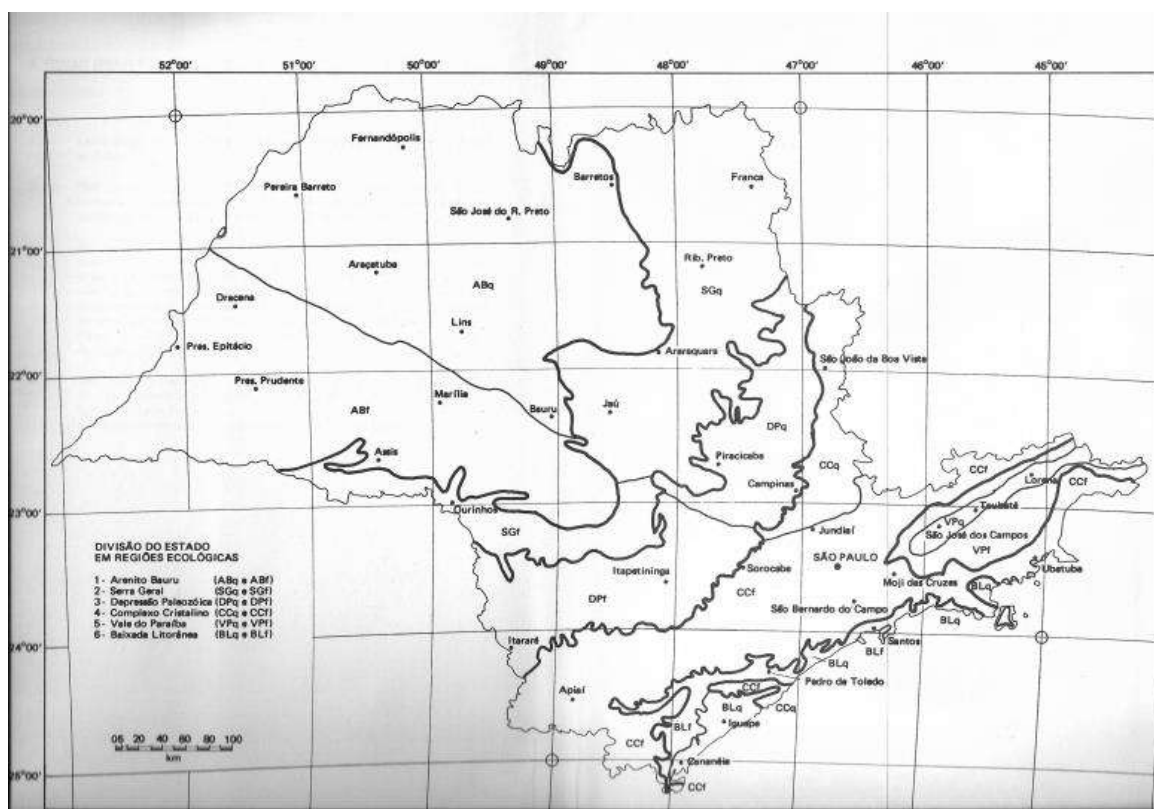 52°00' 51°00' 50°00' 49°00' 48°00' 47°00' 46°00' 45°00'
20°00'
Fernandópolis
Barretos
Franca
Pereira Barreto
São José do R. Preto
21°00'
Araçatuba
ABq
Rib. Preto
SGq
Dracena
Lins
Pres. Epitácio
Araraquara
São João da Boa Vista
22°00'
Pres. Prudente
Marília
ABf
Bauru
Jaú
DPq
Assis
Piracicaba
CCq
CCf
Lorena
CCf
Campinas
23°00'
Ourinhos
Taubaté
VPq
Jundiaí
São José dos Campos
SGf
VPf
DIVISÃO DO ESTADO
EM REGIÕES ECOLÓGICAS
SÃO PAULO
Ubatuba
Itapetininga
Sorocaba
Moji das Cruzes
1 - Arenito Bauru (ABq e ABf)
2 - Serra Geral (SGq e SGf)
3 - Depressão Paleozóica (DPq e DPf)
4 - Complexo Cristalino (CCq e CCf)
5 - Vale do Paraíba (VPq e VPf)
6 - Baixada Litorânea (BLq e BLf)
DPf
CCf
BLq
São Bernardo do Campo
BLq
24°00'
Itararé
Santos
BLf
BLq
Pedro de Toledo
Apiaí
CCf
BLq
CCq
BLf
Iguape
05 20 40 60 80 100
km
CCf
25°00'
Cananéia
CCf